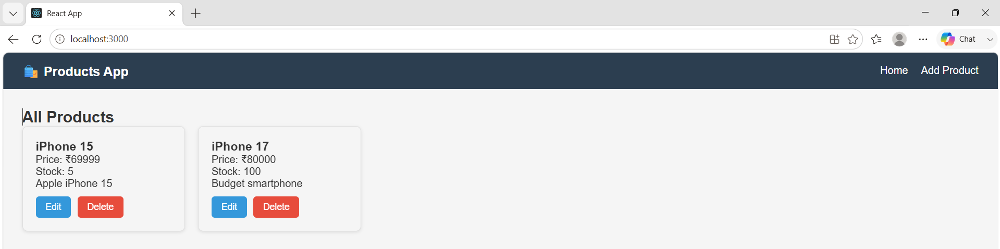 React App
localhost:3000
Chat
Products App
Home Add Product
All Products
iPhone 15
Price: ₹69999
Stock: 5
Apple iPhone 15
Edit Delete
iPhone 17
Price: ₹80000
Stock: 100
Budget smartphone
Edit Delete